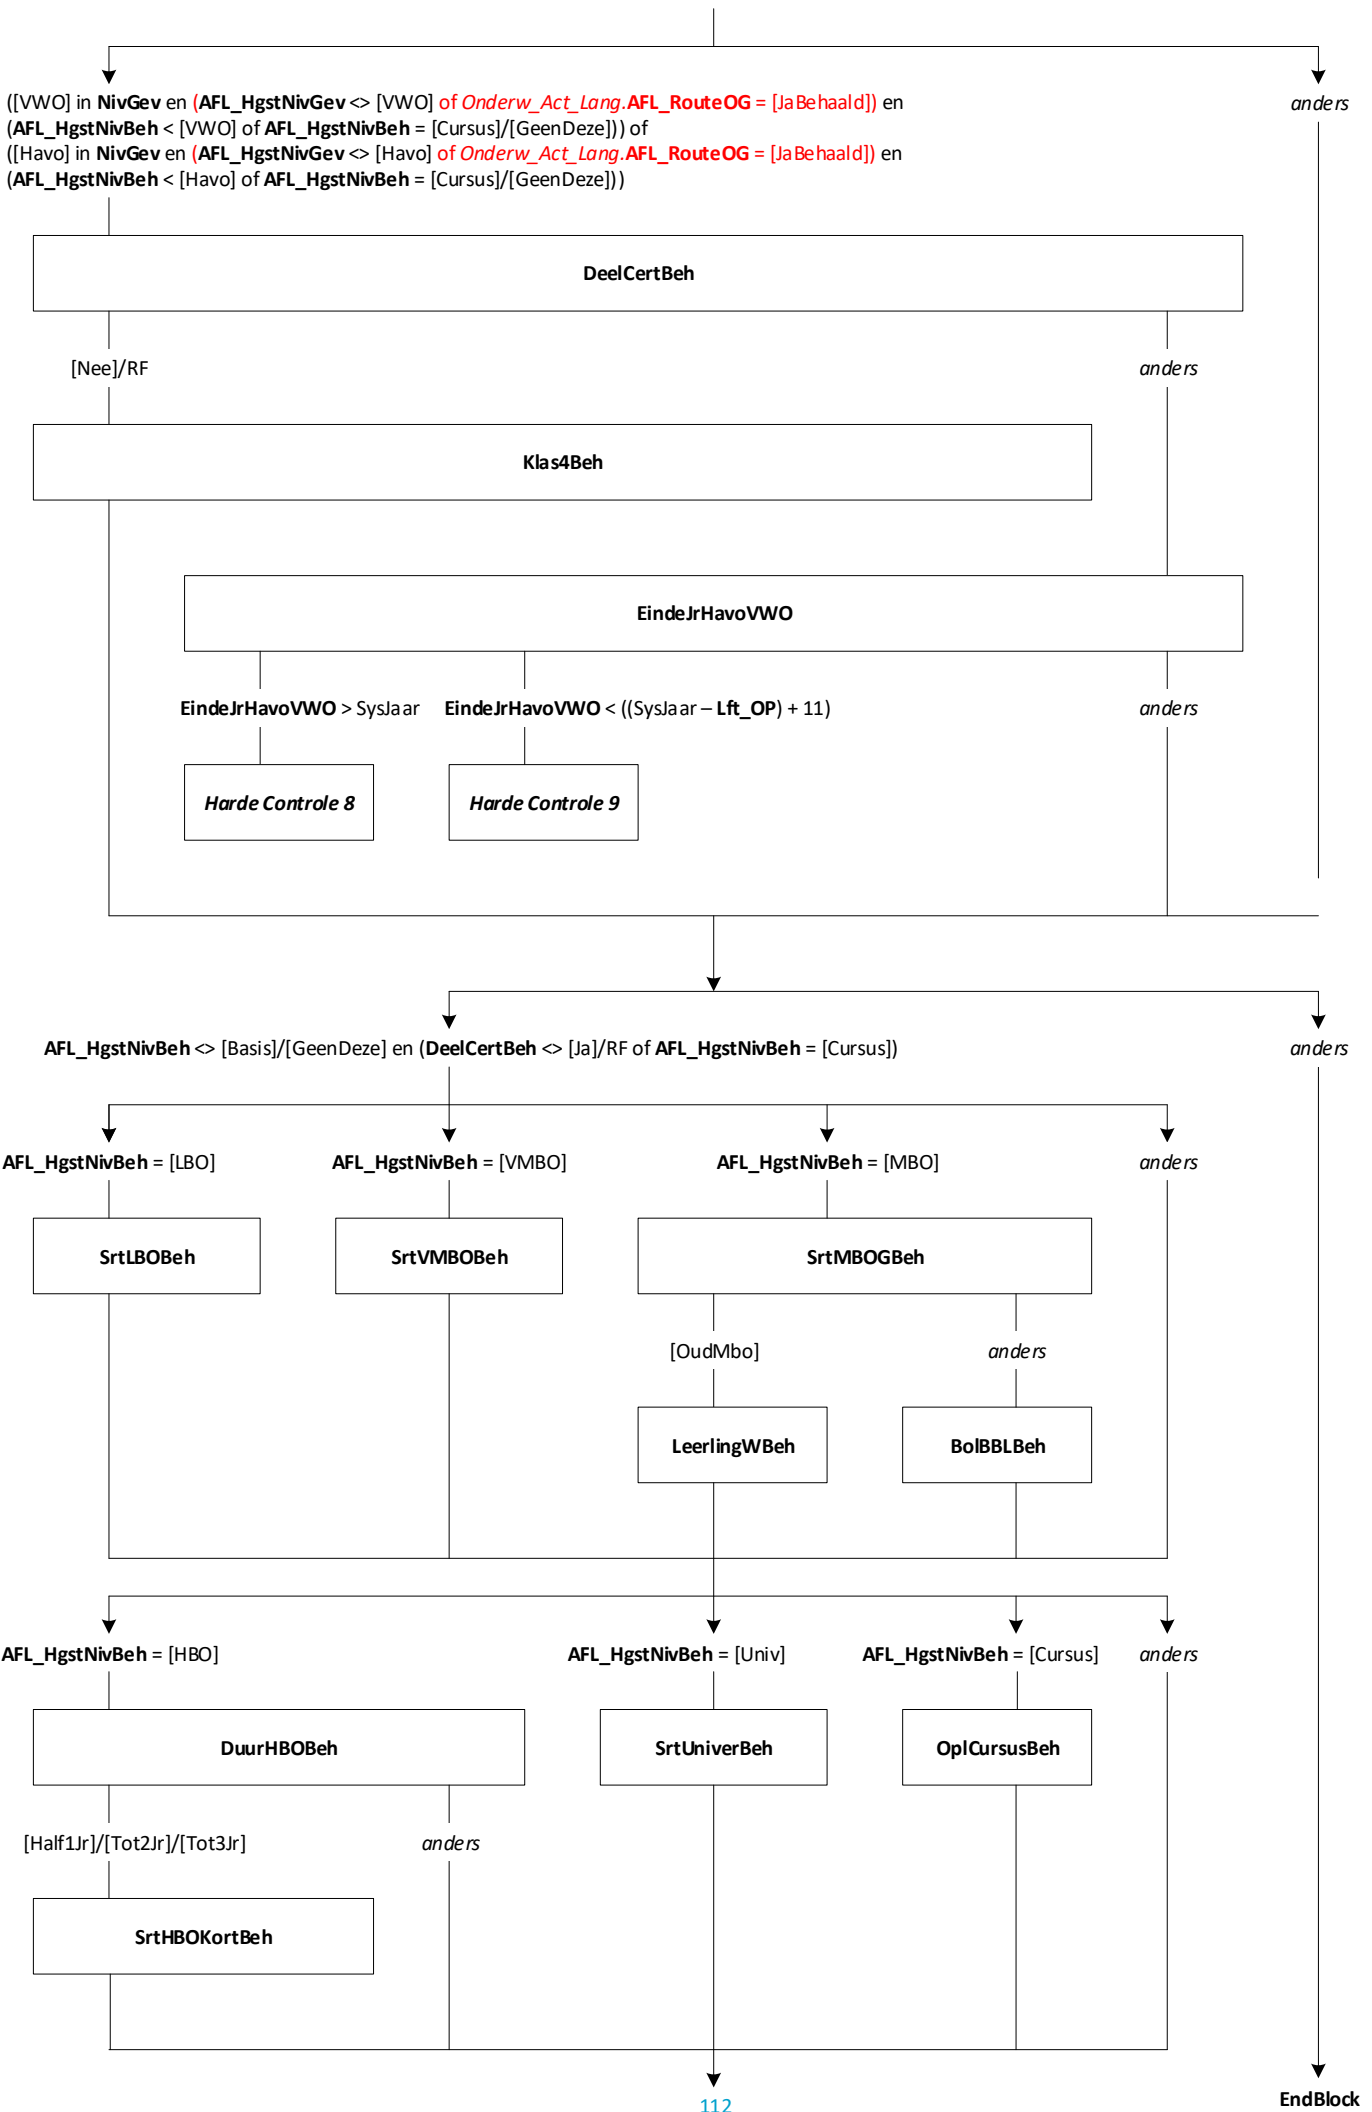 ([VWO] in NivGev en (AFL_HgstNivGev <> [VWO] of Onderw_Act_Lang.AFL_RouteOG = [JaBehaald]) en
(AFL_HgstNivBeh < [VWO] of AFL_HgstNivBeh = [Cursus]/[GeenDeze])) of
([Havo] in NivGev en (AFL_HgstNivGev <> [Havo] of Onderw_Act_Lang.AFL_RouteOG = [JaBehaald]) en
(AFL_HgstNivBeh < [Havo] of AFL_HgstNivBeh = [Cursus]/[GeenDeze]))
anders
DeelCertBeh
[Nee]/RF
anders
Klas4Beh
EindeJrHavoVWO
EindeJrHavoVWO > SysJaar
EindeJrHavoVWO < ((SysJaar – Lft_OP) + 11)
anders
Harde Controle 8
Harde Controle 9
AFL_HgstNivBeh <> [Basis]/[GeenDeze] en (DeelCertBeh <> [Ja]/RF of AFL_HgstNivBeh = [Cursus])
anders
AFL_HgstNivBeh = [LBO]
AFL_HgstNivBeh = [VMBO]
AFL_HgstNivBeh = [MBO]
anders
SrtLBOBeh
SrtVMBOBeh
SrtMBOGBeh
[OudMbo]
anders
LeerlingWBeh
BolBBLBeh
AFL_HgstNivBeh = [HBO]
AFL_HgstNivBeh = [Univ]
AFL_HgstNivBeh = [Cursus]
anders
DuurHBOBeh
SrtUniverBeh
OplCursusBeh
[Half1Jr]/[Tot2Jr]/[Tot3Jr]
anders
SrtHBOKortBeh
112
EndBlock